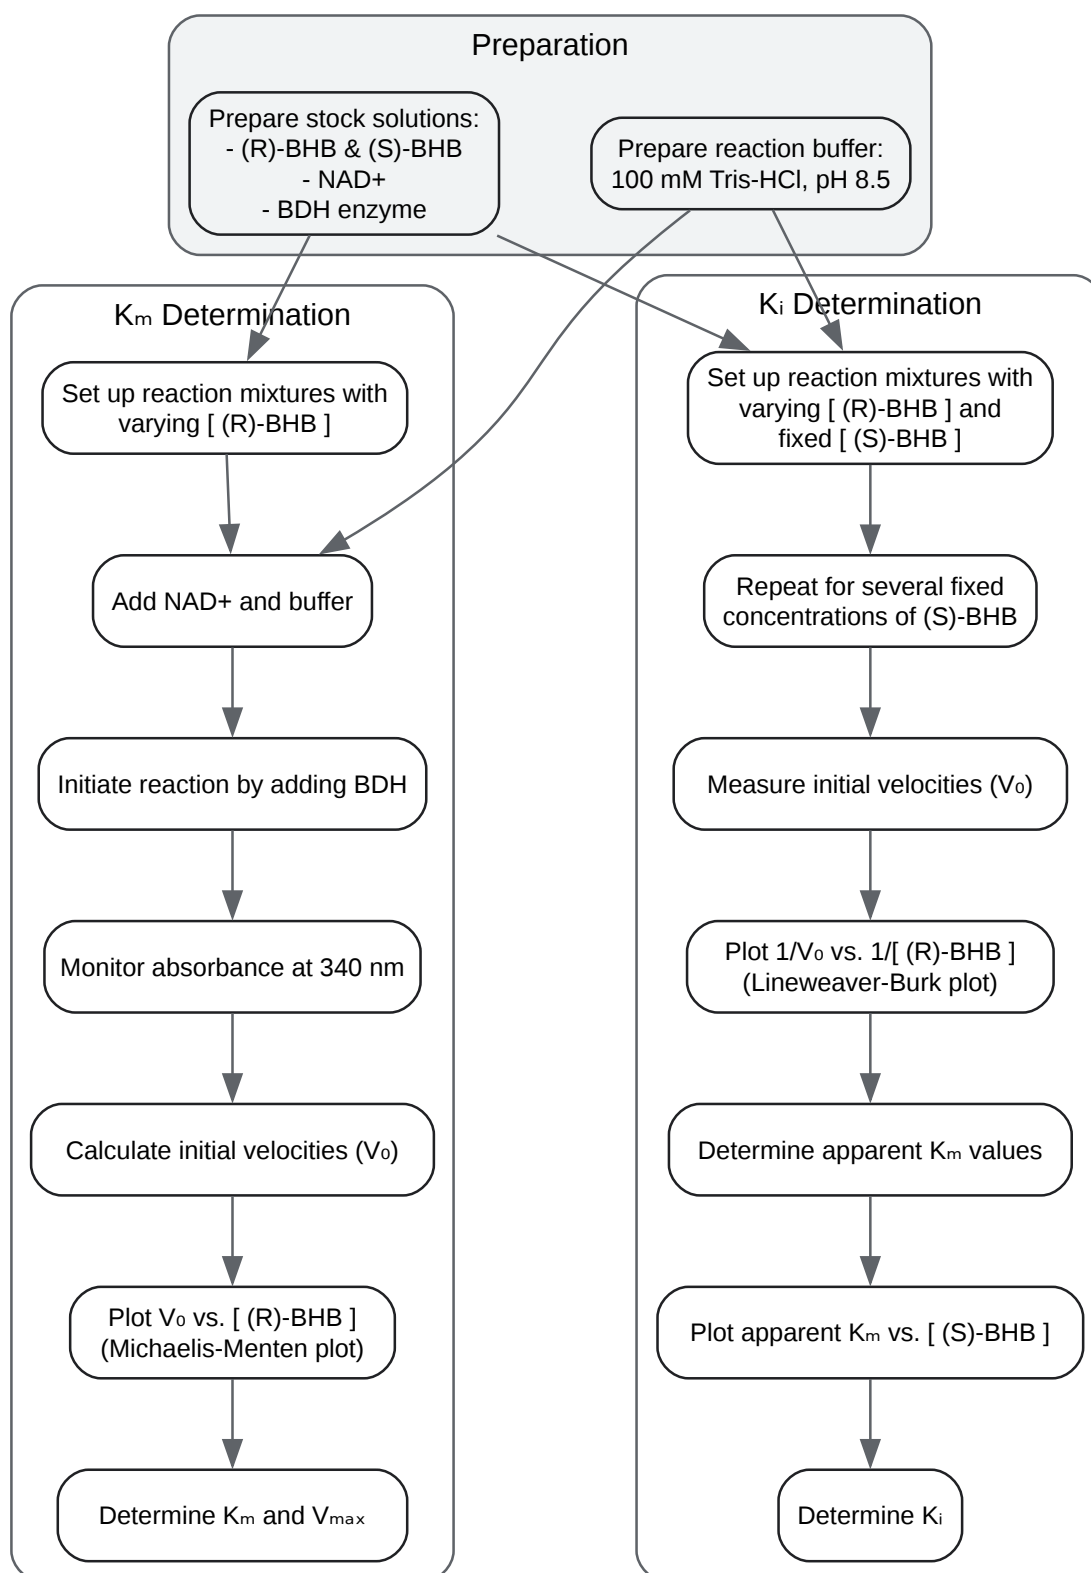 Preparation
Prepare stock solutions:
- (R)-BHB & (S)-BHB
- NAD+
- BDH enzyme
Prepare reaction buffer:
100 mM Tris-HCl, pH 8.5
Kₘ Determination
Set up reaction mixtures with
varying [ (R)-BHB ]
Add NAD+ and buffer
Initiate reaction by adding BDH
Monitor absorbance at 340 nm
Calculate initial velocities (V₀)
Plot V₀ vs. [ (R)-BHB ]
(Michaelis-Menten plot)
Determine Kₘ and Vₘₐₓ
Kᵢ Determination
Set up reaction mixtures with
varying [ (R)-BHB ] and
fixed [ (S)-BHB ]
Repeat for several fixed
concentrations of (S)-BHB
Measure initial velocities (V₀)
Plot 1/V₀ vs. 1/[ (R)-BHB ]
(Lineweaver-Burk plot)
Determine apparent Kₘ values
Plot apparent Kₘ vs. [ (S)-BHB ]
Determine Kᵢ